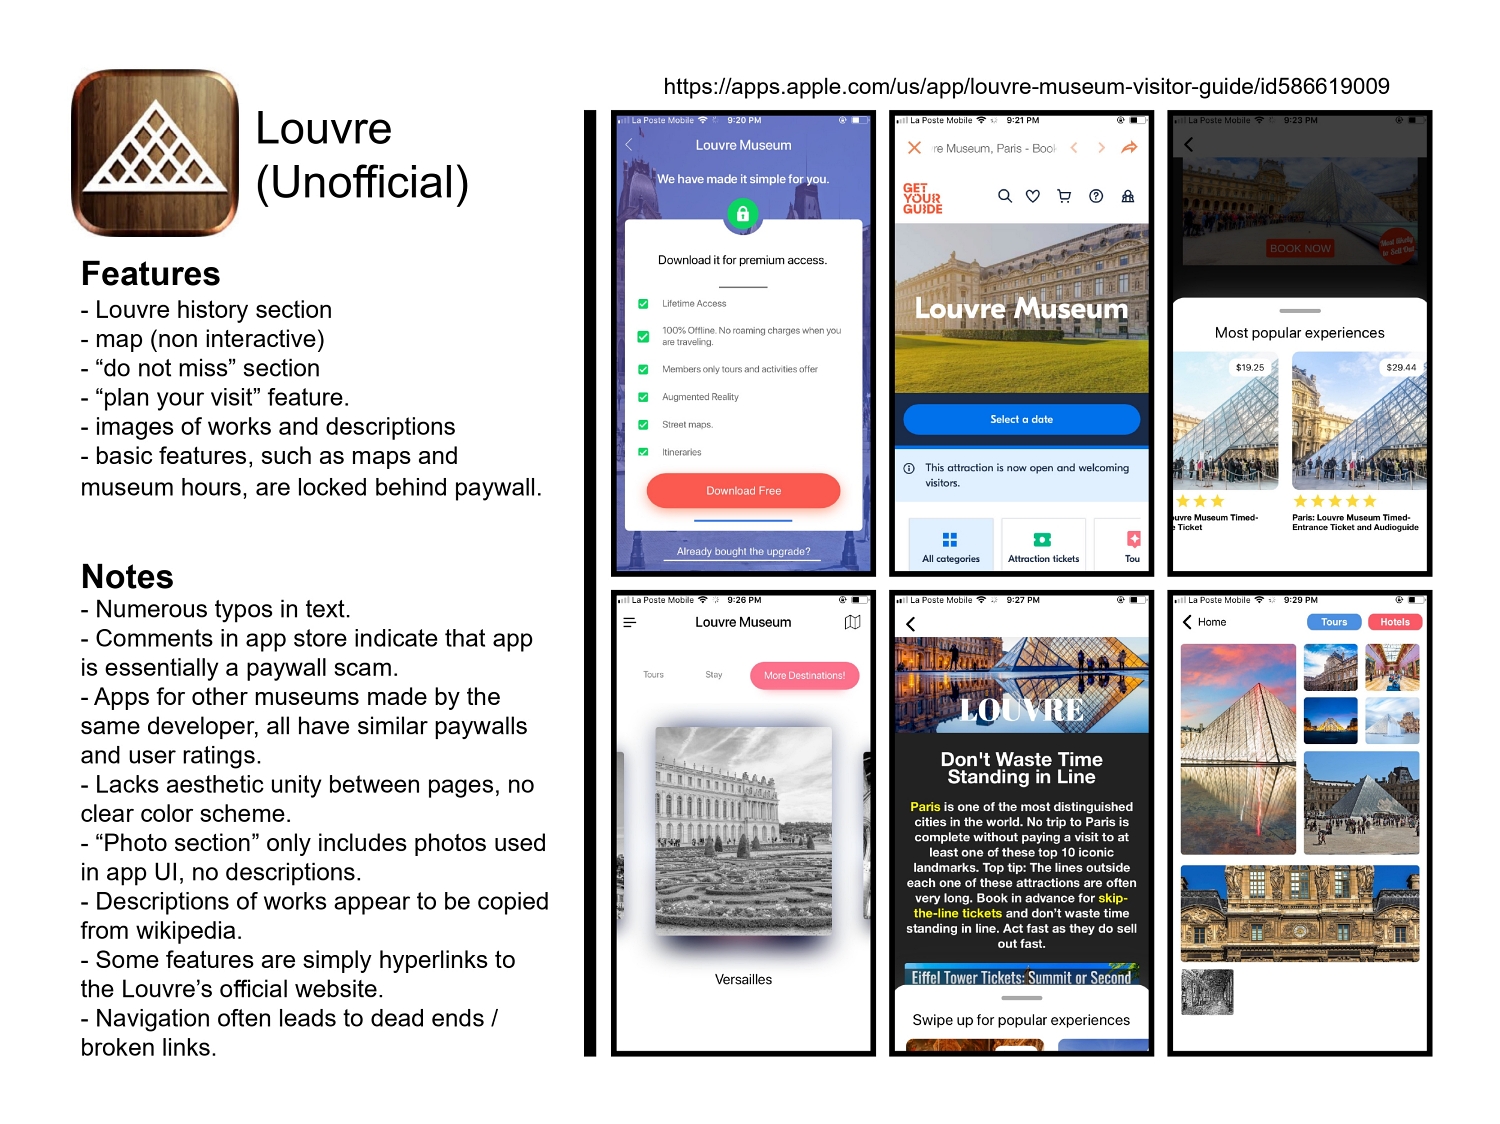 https://apps.apple.com/us/app/louvre-museum-visitor-guide/id586619009
Louvre
(Unofficial)
Features
- Louvre history section
- map (non interactive)
- “do not miss” section
- “plan your visit” feature.
- images of works and descriptions
- basic features, such as maps and
museum hours, are locked behind paywall.
Notes
- Numerous typos in text.
- Comments in app store indicate that app
is essentially a paywall scam.
- Apps for other museums made by the
same developer, all have similar paywalls
and user ratings.
- Lacks aesthetic unity between pages, no
clear color scheme.
- “Photo section” only includes photos used
in app UI, no descriptions.
- Descriptions of works appear to be copied
from wikipedia.
- Some features are simply hyperlinks to
the Louvre’s official website.
- Navigation often leads to dead ends /
broken links.
La Poste Mobile 9:20 PM
Louvre Museum
We have made it simple for you.
Download it for premium access.
Lifetime Access
100% Offline. No roaming charges when you
are traveling.
Members only tours and activities offer
Augmented Reality
Street maps.
Itineraries
Download Free
Already bought the upgrade?
La Poste Mobile 9:21 PM
re Museum, Paris - Book
GET
YOUR
GUIDE
Louvre Museum
Select a date
This attraction is now open and welcoming
visitors.
All categories
Attraction tickets
Tou
La Poste Mobile 9:23 PM
BOOK NOW
Most likely
to Sell Out
Most popular experiences
$19.25
$29.44
ouvre Museum Timed-
e Ticket
Paris: Louvre Museum Timed-
Entrance Ticket and Audioguide
La Poste Mobile 9:26 PM
Louvre Museum
Tours
Stay
More Destinations!
Versailles
La Poste Mobile 9:27 PM
LOUVRE
Don't Waste Time
Standing in Line
Paris is one of the most distinguished
cities in the world. No trip to Paris is
complete without paying a visit to at
least one of these top 10 iconic
landmarks. Top tip: The lines outside
each one of these attractions are often
very long. Book in advance for skip-
the-line tickets and don't waste time
standing in line. Act fast as they do sell
out fast.
Eiffel Tower Tickets: Summit or Second
Swipe up for popular experiences
La Poste Mobile 9:29 PM
Home
Tours
Hotels